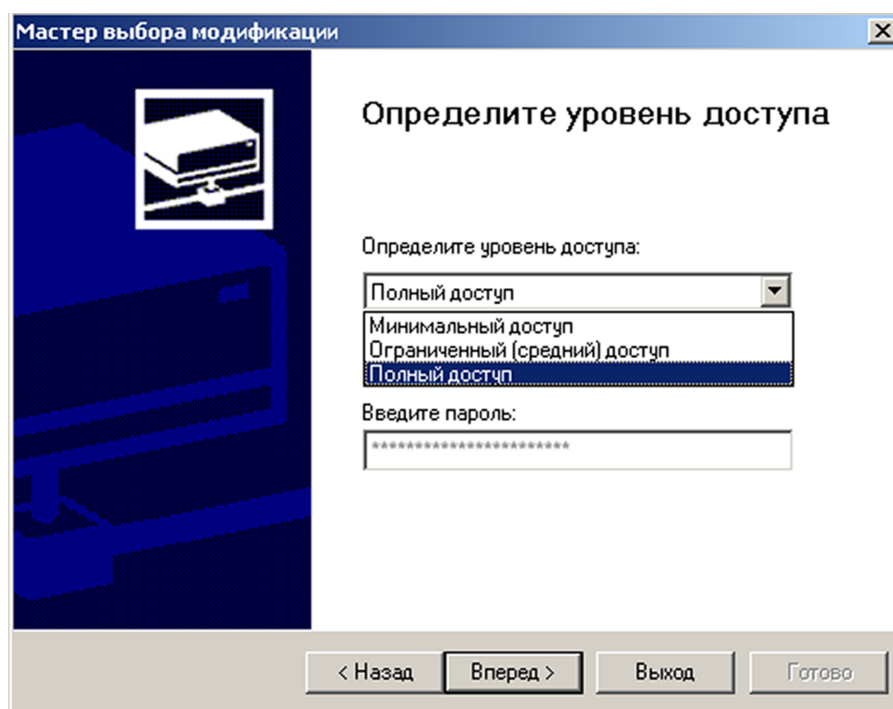 Мастер выбора модификации
Определите уровень доступа
Определите уровень доступа:
Полный доступ
Минимальный доступ
Ограниченный (средний) доступ
Полный доступ
Введите пароль:
***********************
< Назад
Вперед >
Выход
Готово